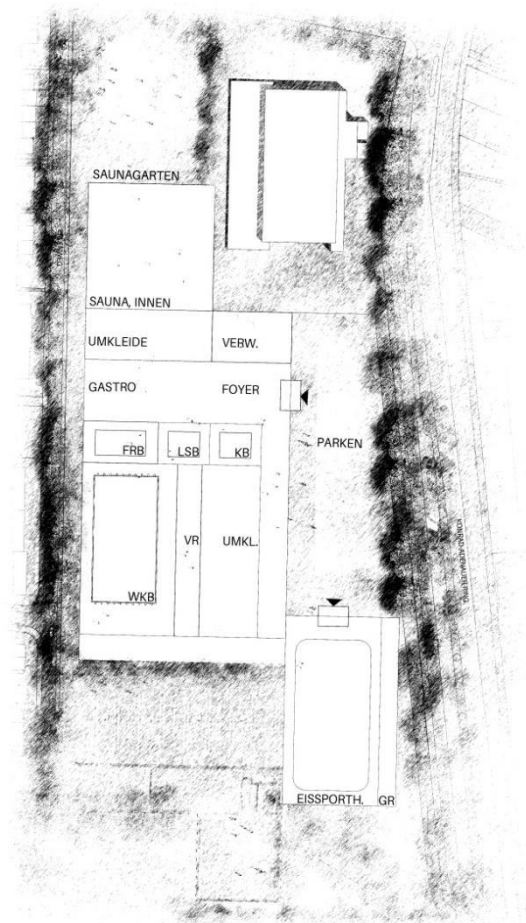 SAUNAGARTEN
SAUNA, INNEN
UMKLEIDE
VERW.
GASTRO
FOYER
PARKEN
FRB
LSB
KB
VR
UMKL.
WKB
EISSPORTH.
GR